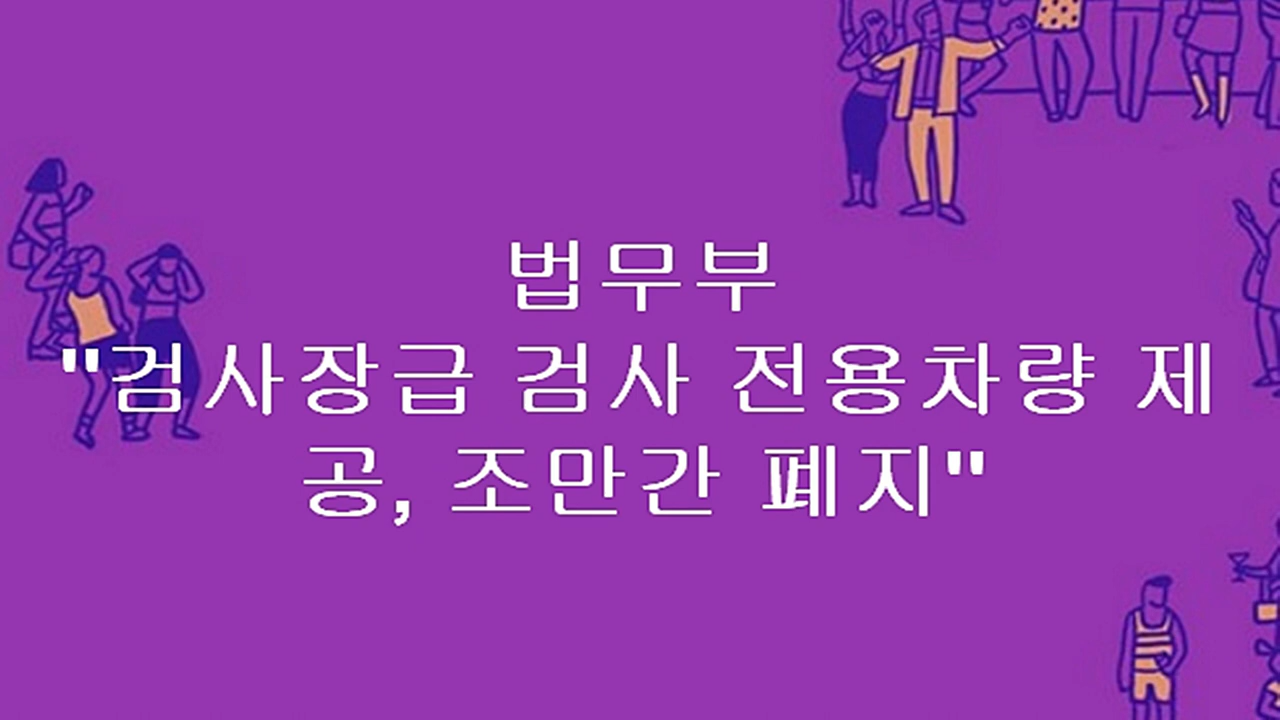 법무부
"검사장급 검사 전용차량 제
공, 조만간 폐지"